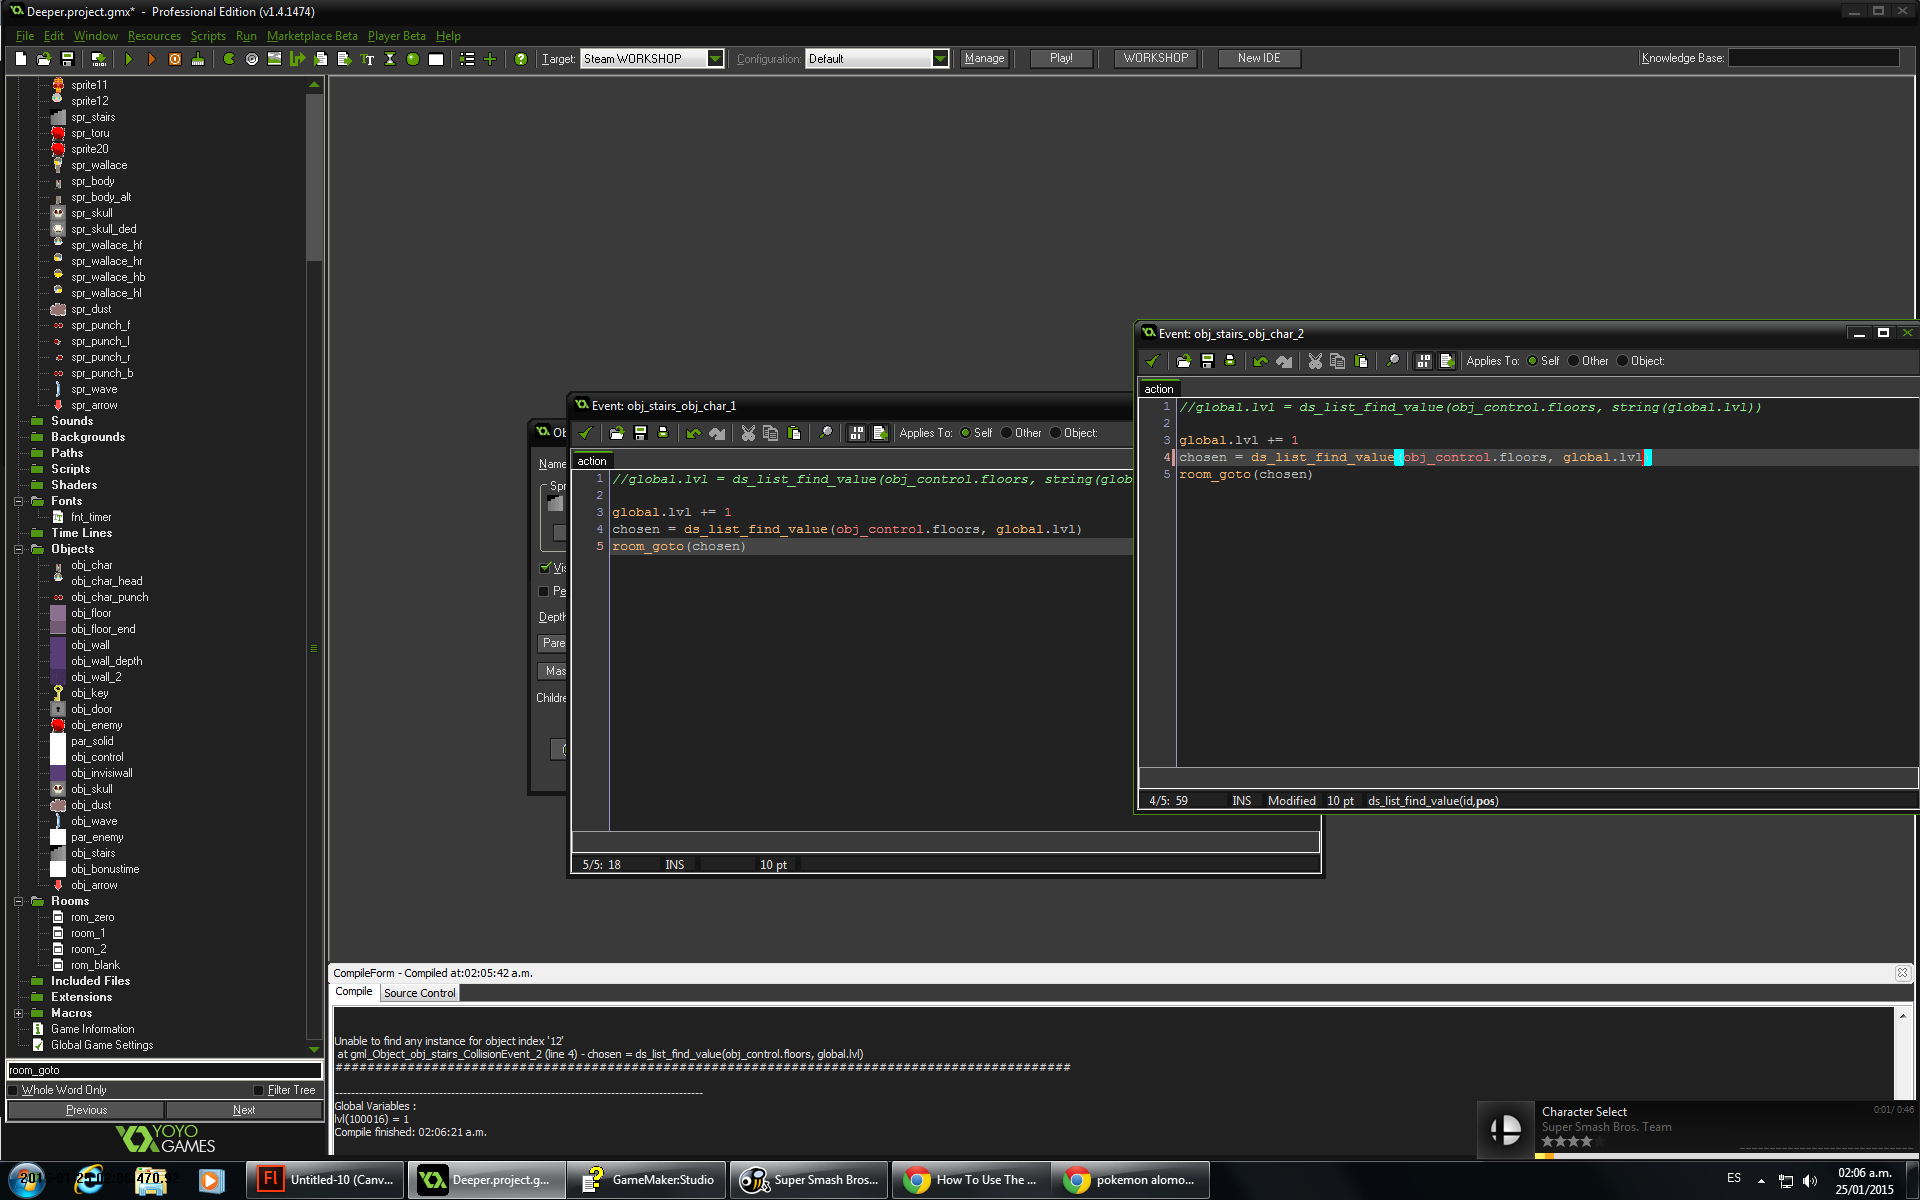 Deeper.project.gmx* - Professional Edition (v1.4.1474)
File Edit Window Resources Scripts Run Marketplace Beta Player Beta Help
Target: Steam WORKSHOP Configuration: Default Manage Play! WORKSHOP New IDE Knowledge Base:
sprite11
sprite12
spr_stairs
spr_toru
sprite20
spr_wallace
spr_body
spr_body_alt
spr_skull
spr_skull_ded
spr_wallace_hf
spr_wallace_hr
spr_wallace_hb
spr_wallace_hl
spr_dust
spr_punch_f
spr_punch_l
spr_punch_r
spr_punch_b
spr_wave
spr_arrow
Sounds
Backgrounds
Paths
Scripts
Shaders
Fonts
fnt_timer
Time Lines
Objects
obj_char
obj_char_head
obj_char_punch
obj_floor
obj_floor_end
obj_wall
obj_wall_depth
obj_wall_2
obj_key
obj_door
obj_enemy
par_solid
obj_control
obj_invisiwall
obj_skull
obj_dust
obj_wave
par_enemy
obj_stairs
obj_bonustime
obj_arrow
Rooms
rom_zero
room_1
room_2
rom_blank
Included Files
Extensions
Macros
Game Information
Global Game Settings
room_goto
Whole Word Only Filter Tree
Previous Next
YOYO
GAMES
Ob
Name
Spr
Vis
Pe
Depth
Pare
Mas
Childre
Event: obj_stairs_obj_char_1
Applies To: Self Other Object:
action
1 //global.lvl = ds_list_find_value(obj_control.floors, string(glob
2
3 global.lvl += 1
4 chosen = ds_list_find_value(obj_control.floors, global.lvl)
5 room_goto(chosen)
5/5: 18 INS 10 pt
Event: obj_stairs_obj_char_2
Applies To: Self Other Object:
action
1 //global.lvl = ds_list_find_value(obj_control.floors, string(global.lvl))
2
3 global.lvl += 1
4 chosen = ds_list_find_value(obj_control.floors, global.lvl)
5 room_goto(chosen)
4/5: 59 INS Modified 10 pt ds_list_find_value(id,pos)
CompileForm - Compiled at:02:05:42 a.m.
Compile Source Control
Unable to find any instance for object index '12'
at gml_Object_obj_stairs_CollisionEvent_2 (line 4) - chosen = ds_list_find_value(obj_control.floors, global.lvl)
############################################################################################
--------------------------------------------------------------------------------------------
Global Variables :
lvl(100016) = 1
Compile finished: 02:06:21 a.m.
Character Select 0:01/ 0:46
Super Smash Bros. Team
Untitled-10 (Canv... Deeper.project.g... GameMaker:Studio Super Smash Bros... How To Use The ... pokemon alomo...
ES 02:06 a.m.
25/01/2015